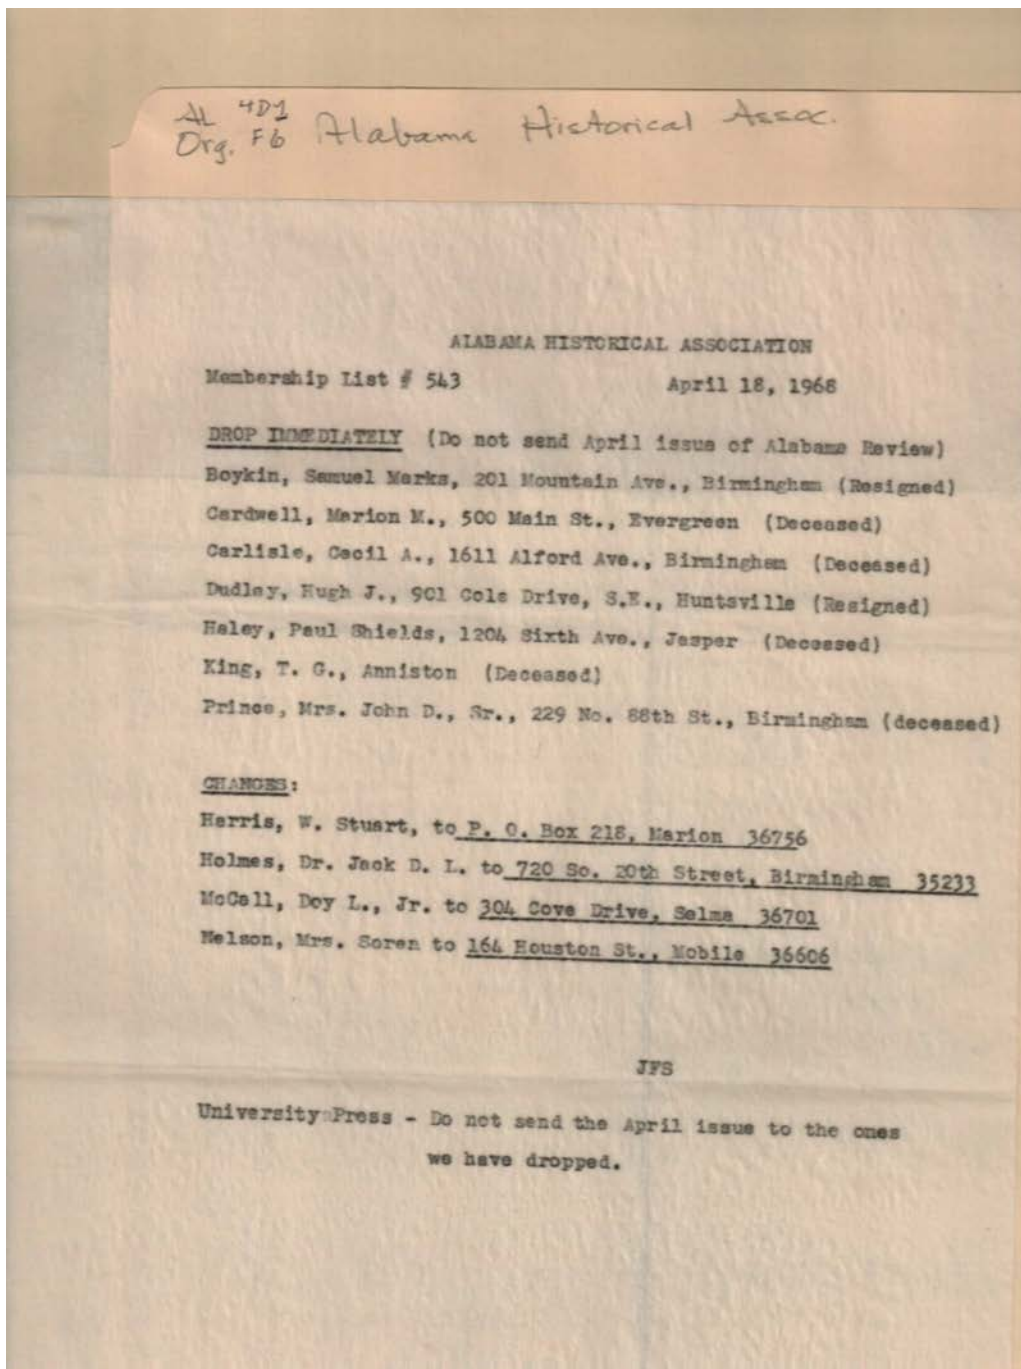 AL 4D1
Org. F6 Alabama Historical Assoc.
ALABAMA HISTORICAL ASSOCIATION
Membership List # 543 April 18, 1968
DROP IMMEDIATELY (Do not send April issue of Alabama Review)
Boykin, Samuel Marks, 201 Mountain Ave., Birmingham (Resigned)
Cardwell, Marion M., 500 Main St., Evergreen (Deceased)
Carlisle, Cecil A., 1611 Alford Ave., Birmingham (Deceased)
Dudley, Hugh J., 901 Cole Drive, S.E., Huntsville (Resigned)
Haley, Paul Shields, 1204 Sixth Ave., Jasper (Deceased)
King, T. G., Anniston (Deceased)
Prince, Mrs. John D., Sr., 229 No. 88th St., Birmingham (deceased)
CHANGES:
Harris, W. Stuart, to P. O. Box 218, Marion 36756
Holmes, Dr. Jack D. L. to 720 So. 20th Street, Birmingham 35233
McCall, Doy L., Jr. to 304 Cove Drive, Selma 36701
Nelson, Mrs. Soren to 164 Houston St., Mobile 36606
JFS
University Press - Do not send the April issue to the ones
we have dropped.